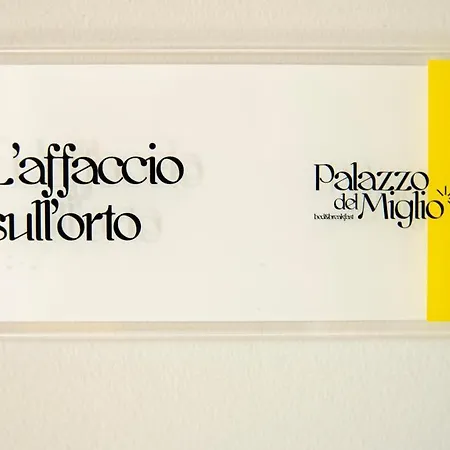 L'affaccio
sull'orto
Palazzo
del Miglio
bed&breakfast